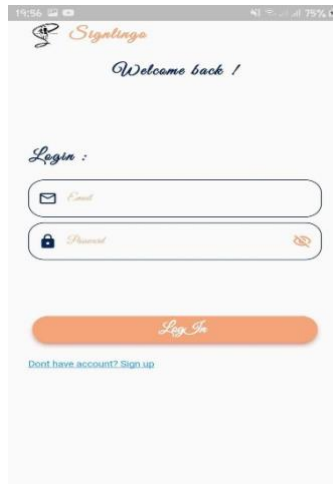 19:56 75%
Signlingo
Welcome back !
Login :
Email
Password
Log In
Dont have account? Sign up